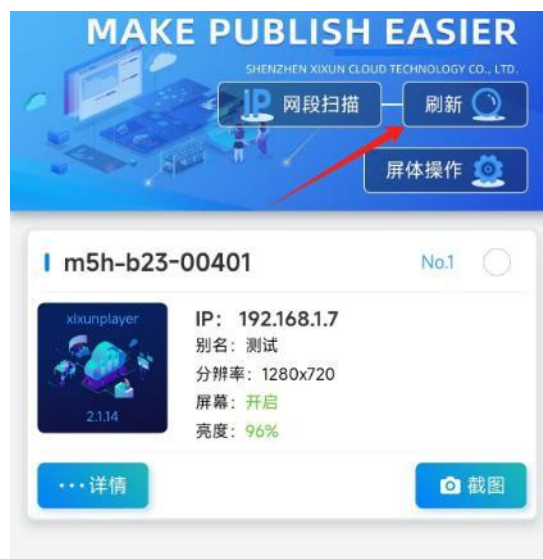 MAKE PUBLISH EASIER
SHENZHEN XIXUN CLOUD TECHNOLOGY CO., LTD.
IP 网段扫描
刷新
屏体操作
m5h-b23-00401
No.1
xixunplayer
2.1.14
IP： 192.168.1.7
别名：测试
分辨率：1280x720
屏幕：开启
亮度：96%
···详情
截图